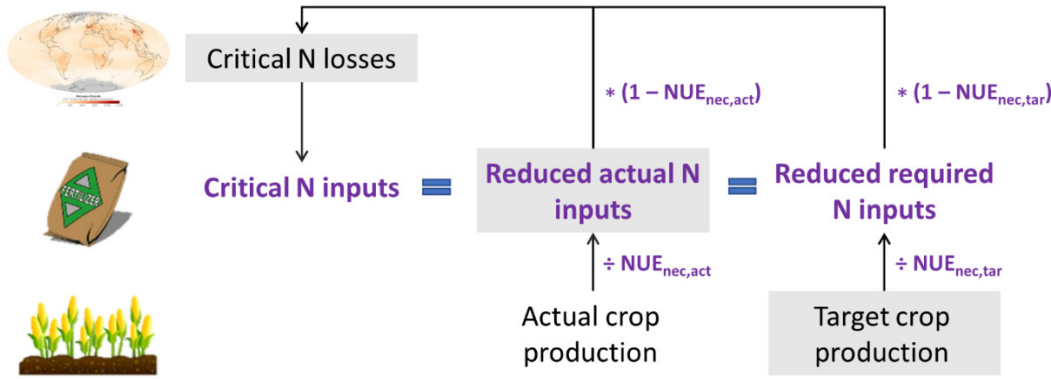 Critical N losses
* (1 – NUEnec,act)
* (1 – NUEnec,tar)
FERTILIZER
Critical N inputs
=
Reduced actual N
inputs
=
Reduced required
N inputs
÷ NUEnec,act
÷ NUEnec,tar
Actual crop
production
Target crop
production